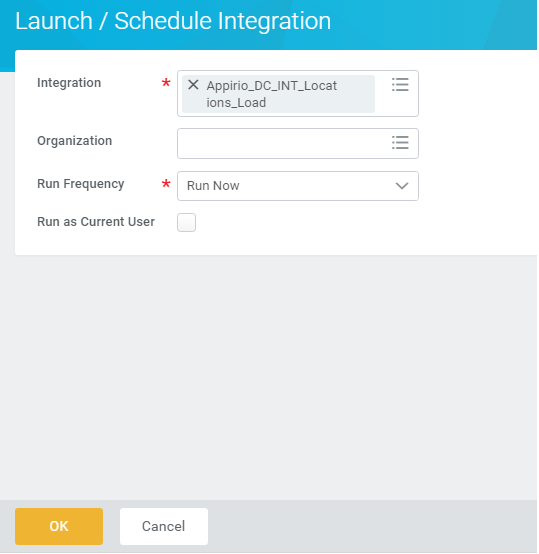 Launch / Schedule Integration
Integration * Appirio_DC_INT_Locat
ions_Load
Organization
Run Frequency * Run Now
Run as Current User
OK Cancel